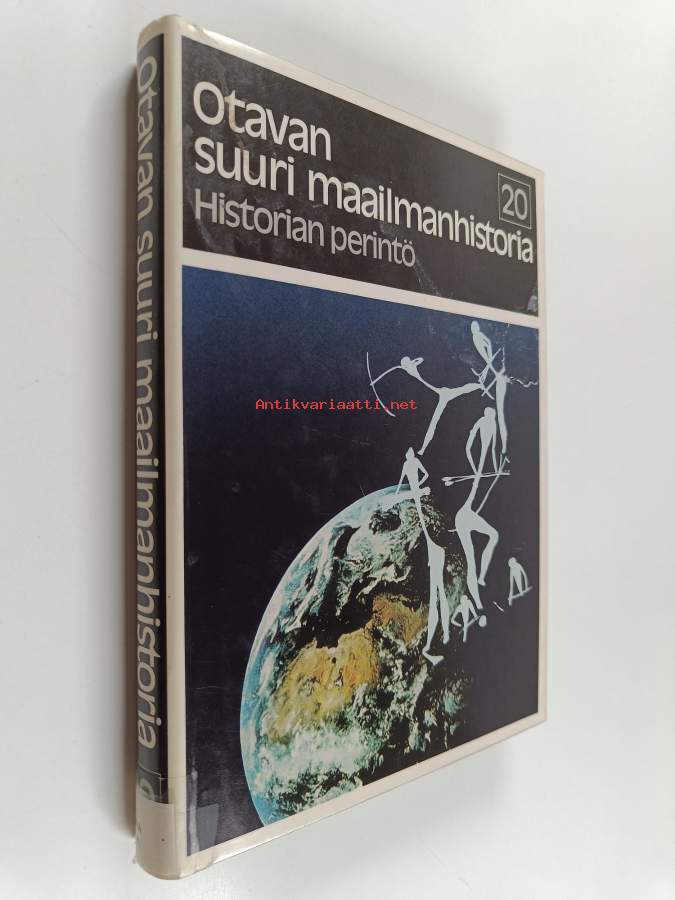 Otavan
suuri maailmanhistoria
20
Historian perintö
Antikvariaatti.net
Otavan suuri maailmanhistoria